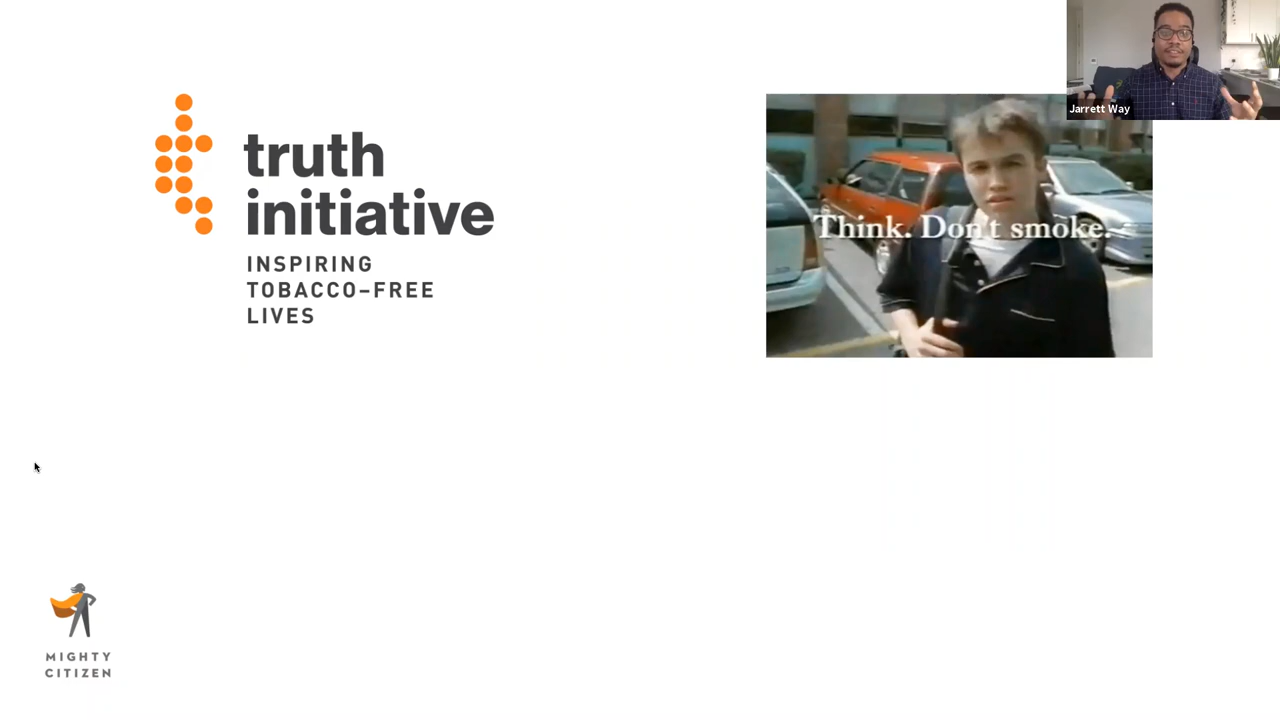 truth
initiative
INSPIRING
TOBACCO–FREE
LIVES
Think. Don't smoke.
Jarrett Way
MIGHTY
CITIZEN